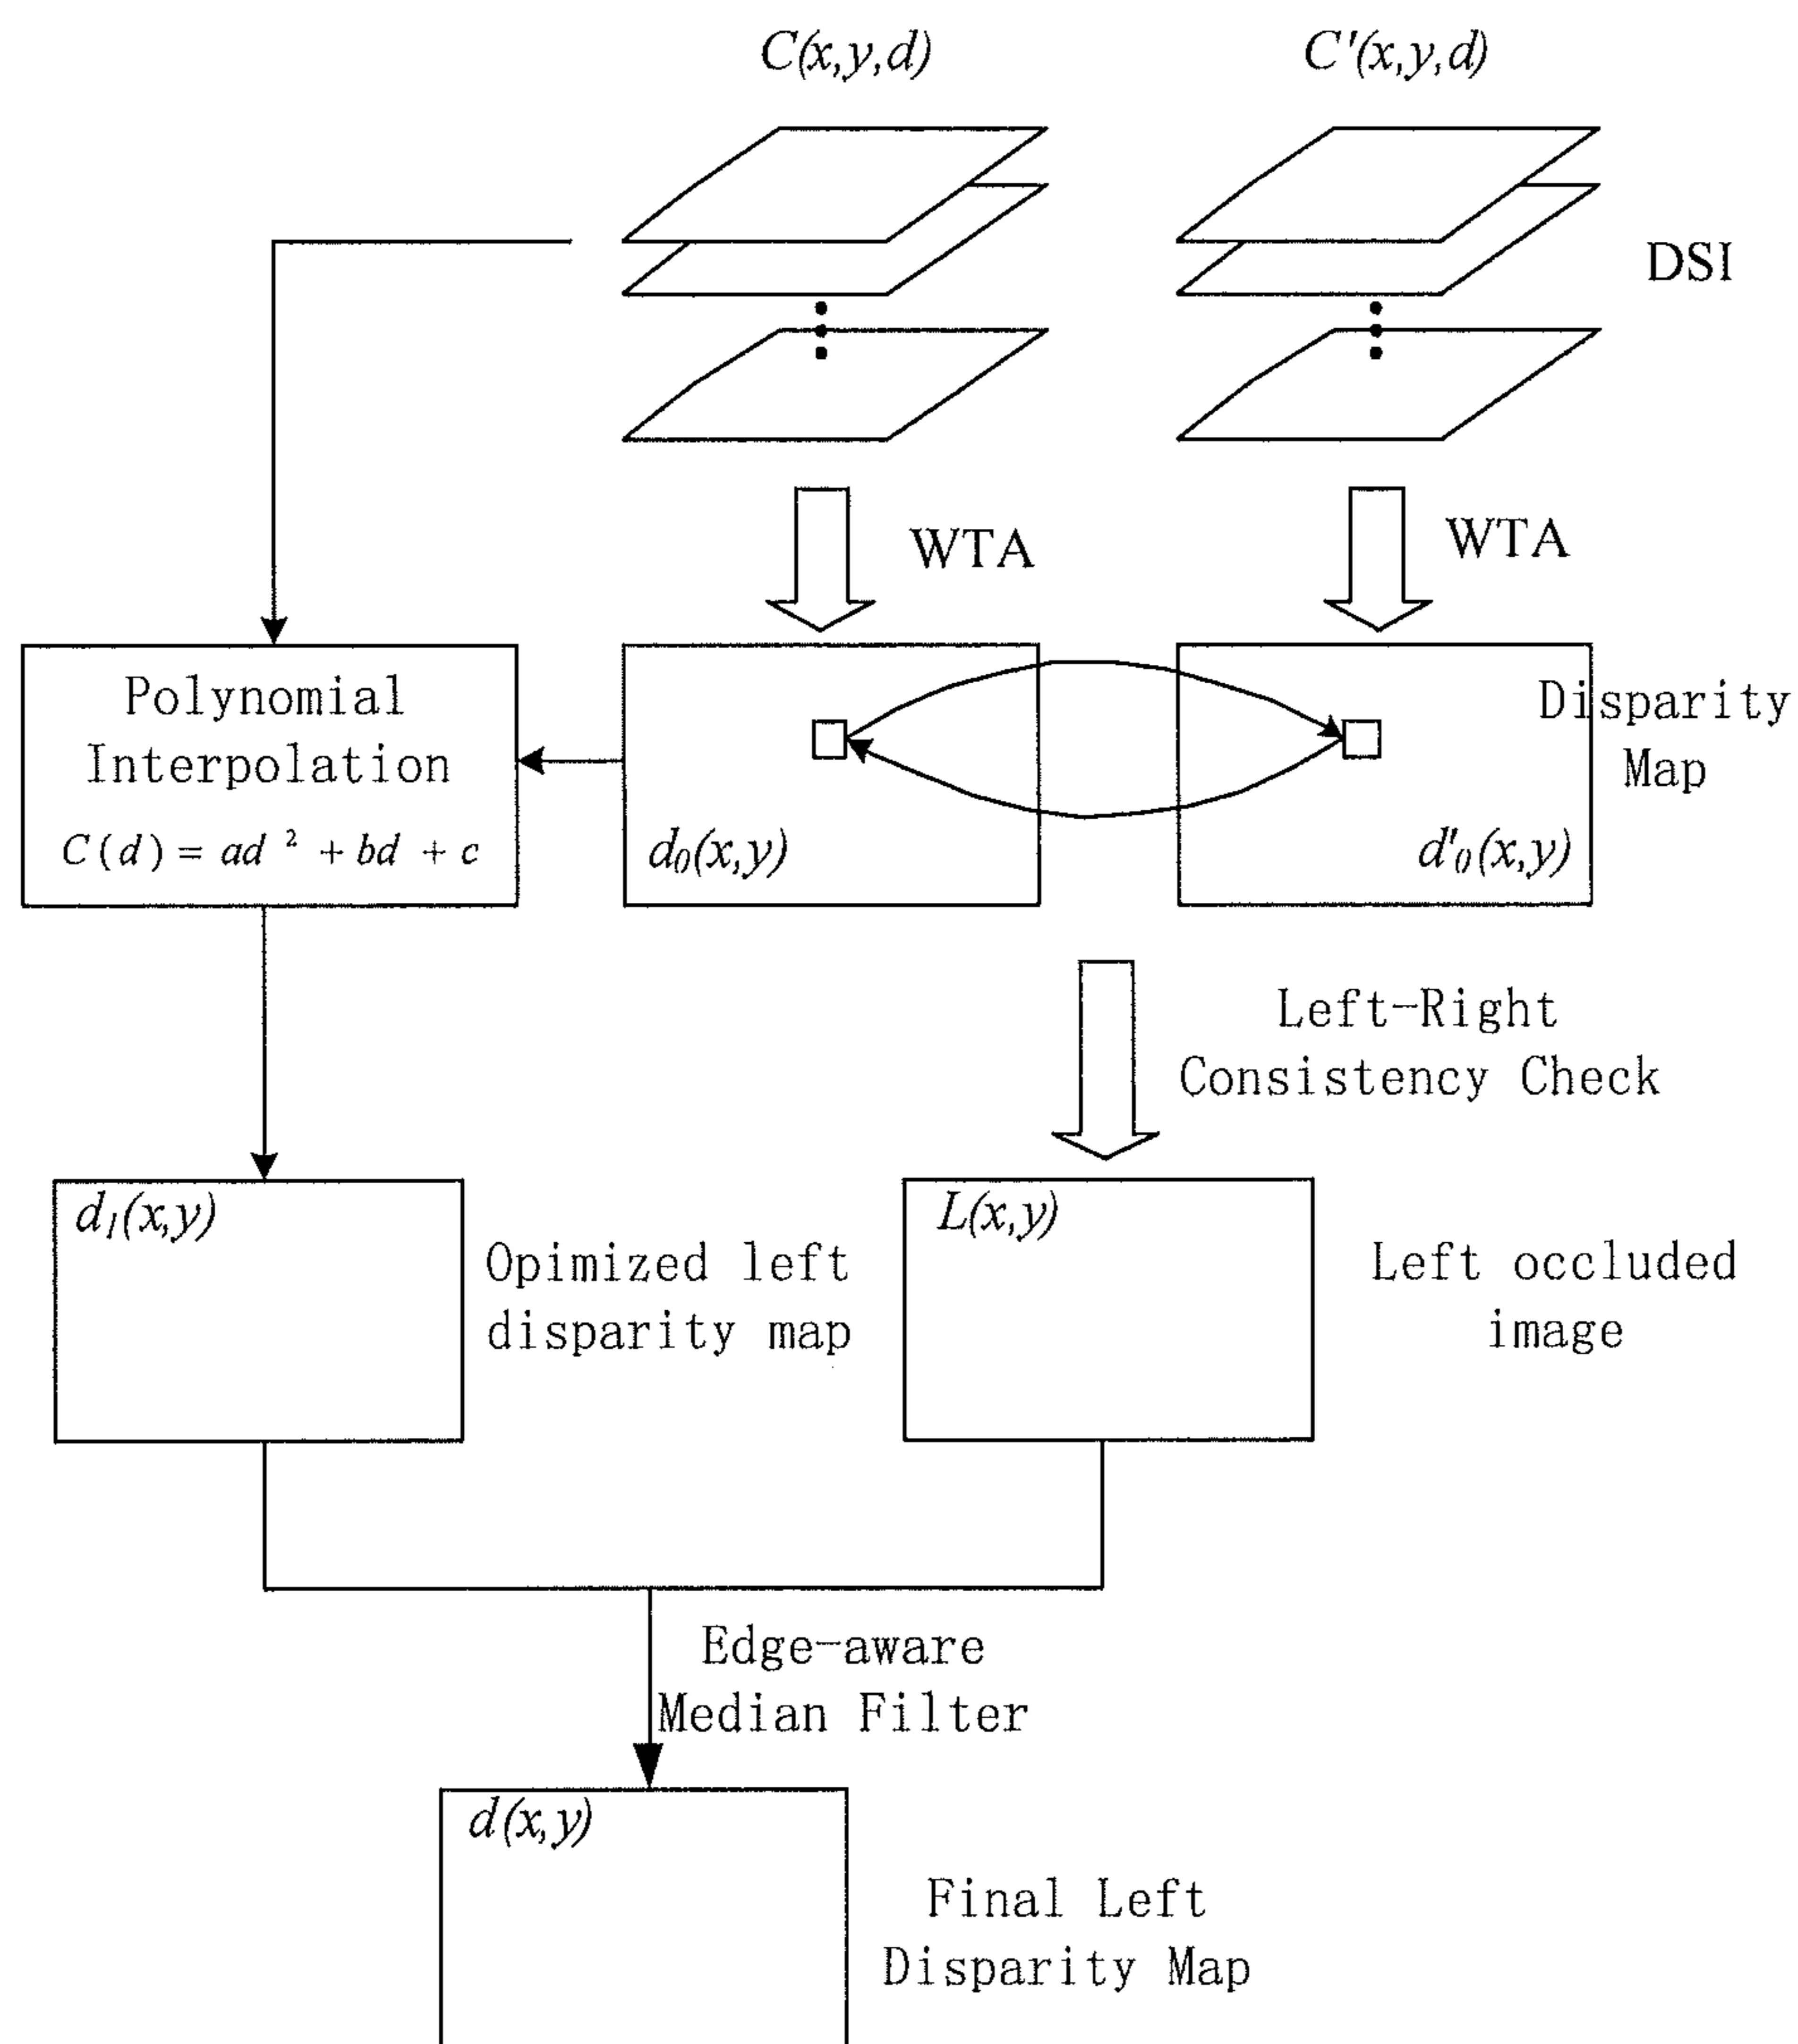 C(x,y,d)
C'(x,y,d)
DSI
WTA
WTA
Polynomial
Interpolation
C(d) = ad² + bd + c
d₀(x,y)
d'₀(x,y)
Disparity
Map
Left-Right
Consistency Check
d₁(x,y)
Opimized left
disparity map
L(x,y)
Left occluded
image
Edge-aware
Median Filter
d(x,y)
Final Left
Disparity Map